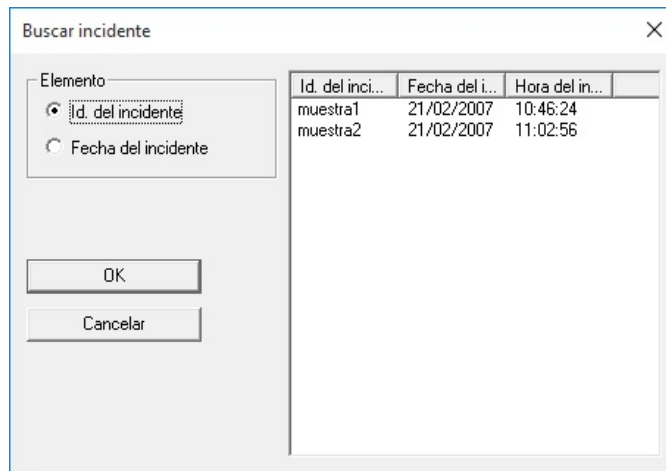 Buscar incidente
Elemento
Id. del incidente
Fecha del incidente
OK
Cancelar
Id. del inci... Fecha del i... Hora del in...
muestra1 21/02/2007 10:46:24
muestra2 21/02/2007 11:02:56